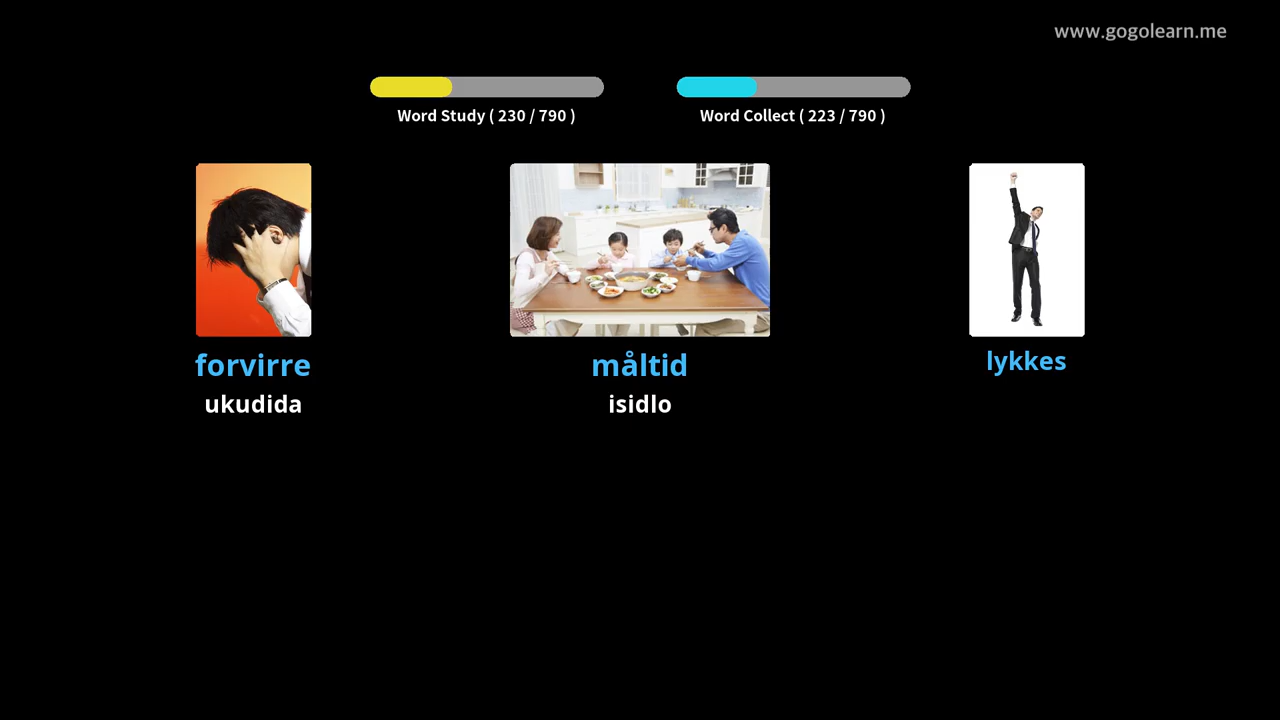 www.gogolearn.me
Word Study ( 230 / 790 )
Word Collect ( 223 / 790 )
forvirre
måltid
lykkes
ukudida
isidlo